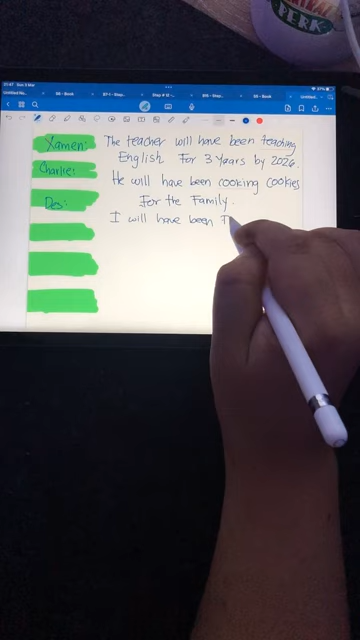 PERK
Xamen: The teacher will have been teaching
English For 3 Years by 2026.
Charlie: He will have been cooking cookies
For the Family.
Des: I will have been